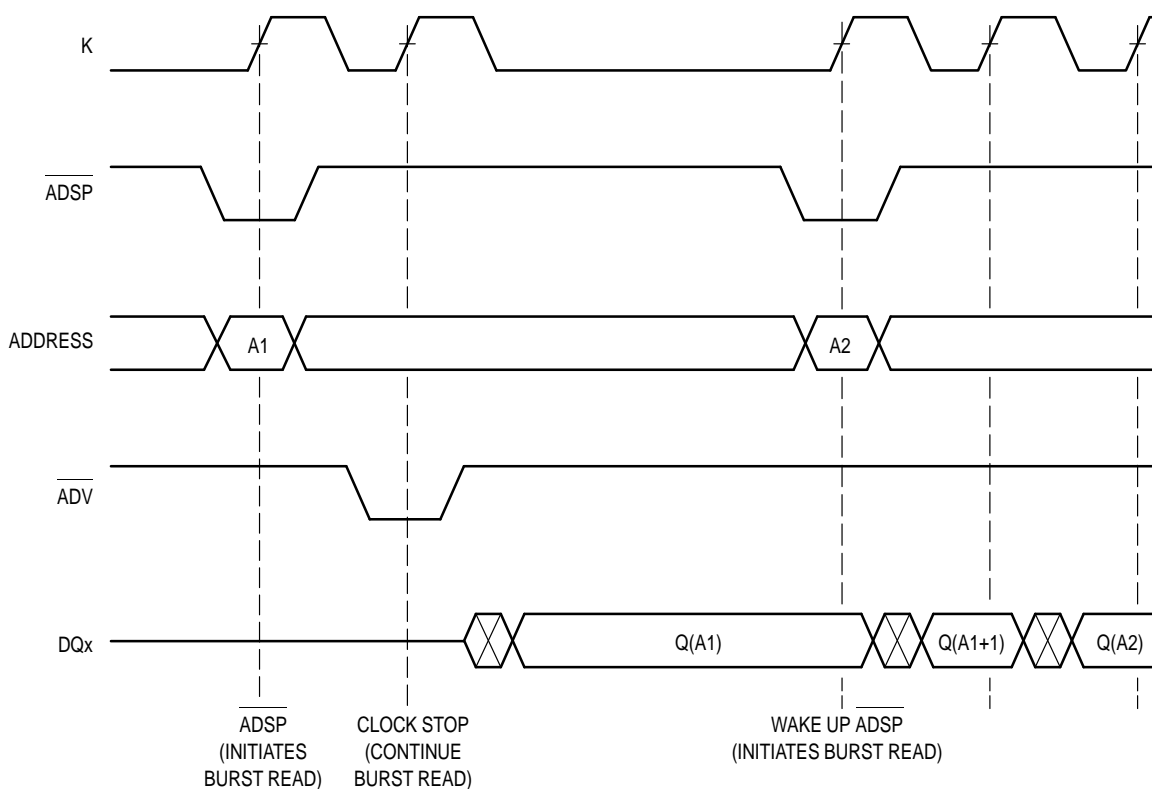 K
ADSP
ADDRESS
A1
A2
ADV
DQx
Q(A1)
Q(A1+1)
Q(A2)
ADSP
(INITIATES
BURST READ)
CLOCK STOP
(CONTINUE
BURST READ)
WAKE UP ADSP
(INITIATES BURST READ)